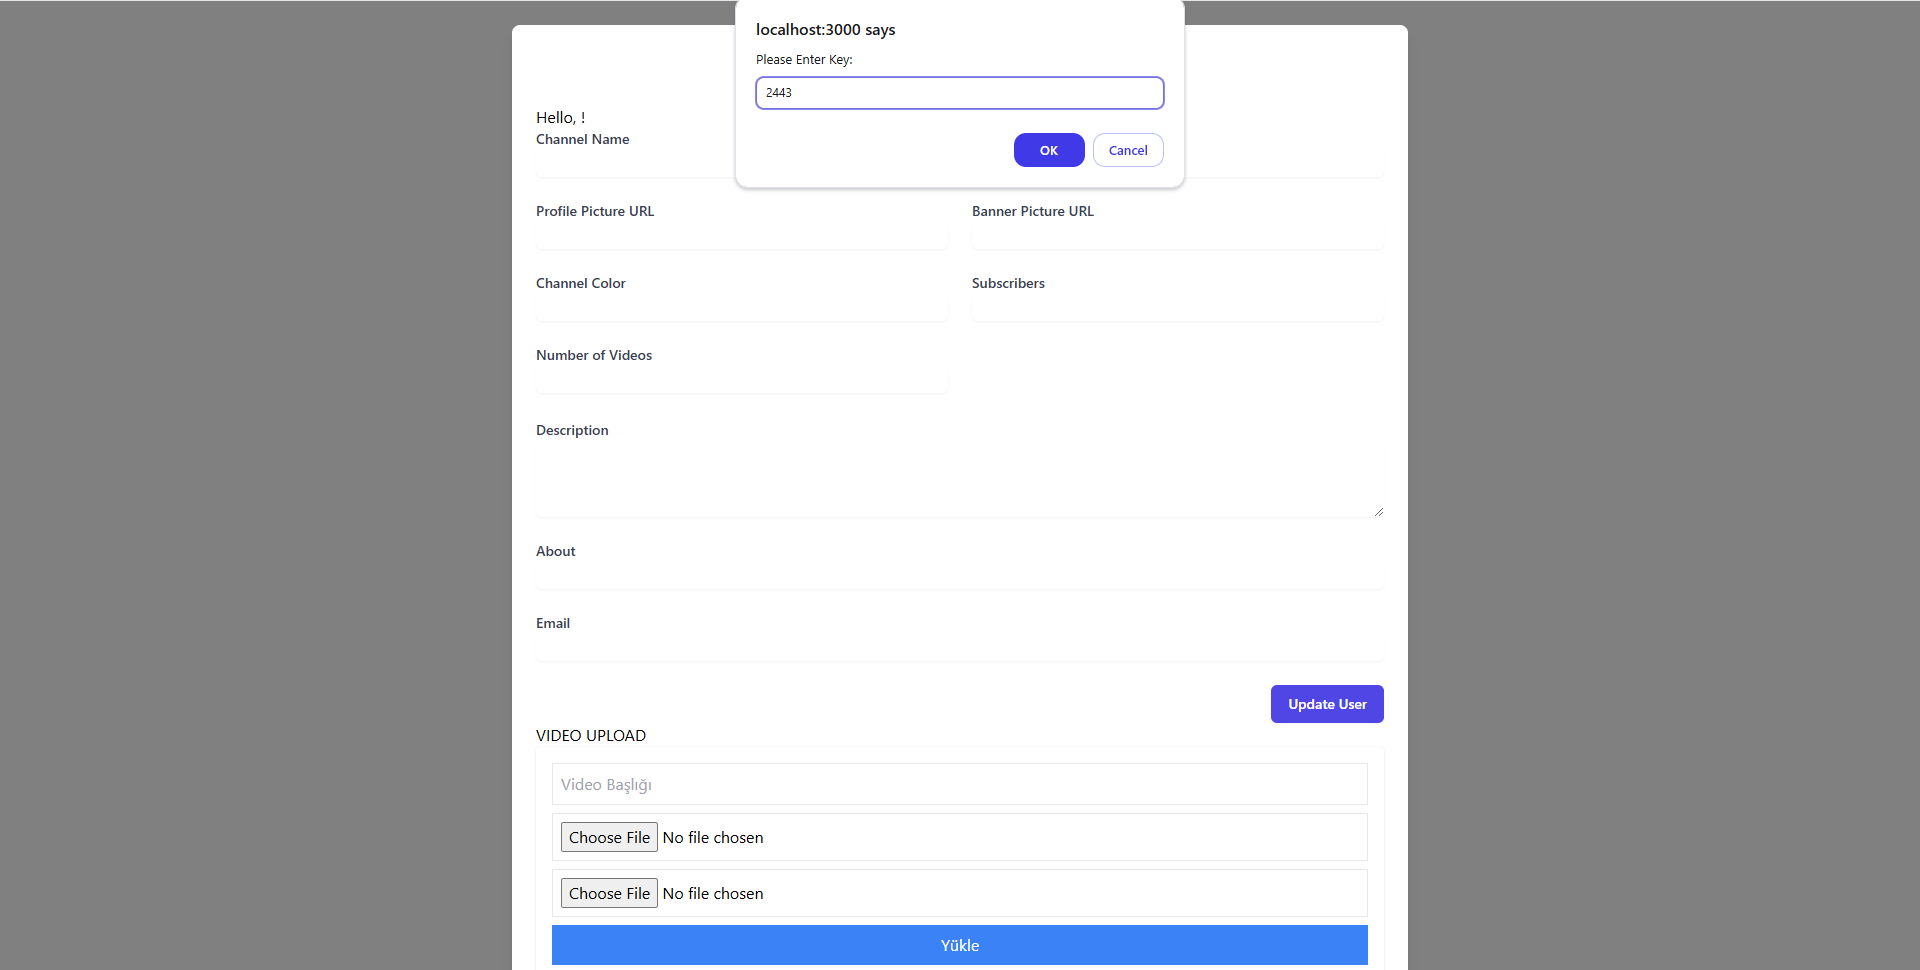 localhost:3000 says
Please Enter Key:
2443
OK Cancel
Hello, !
Channel Name
Profile Picture URL Banner Picture URL
Channel Color Subscribers
Number of Videos
Description
About
Email
Update User
VIDEO UPLOAD
Video Başlığı
Choose File No file chosen
Choose File No file chosen
Yükle